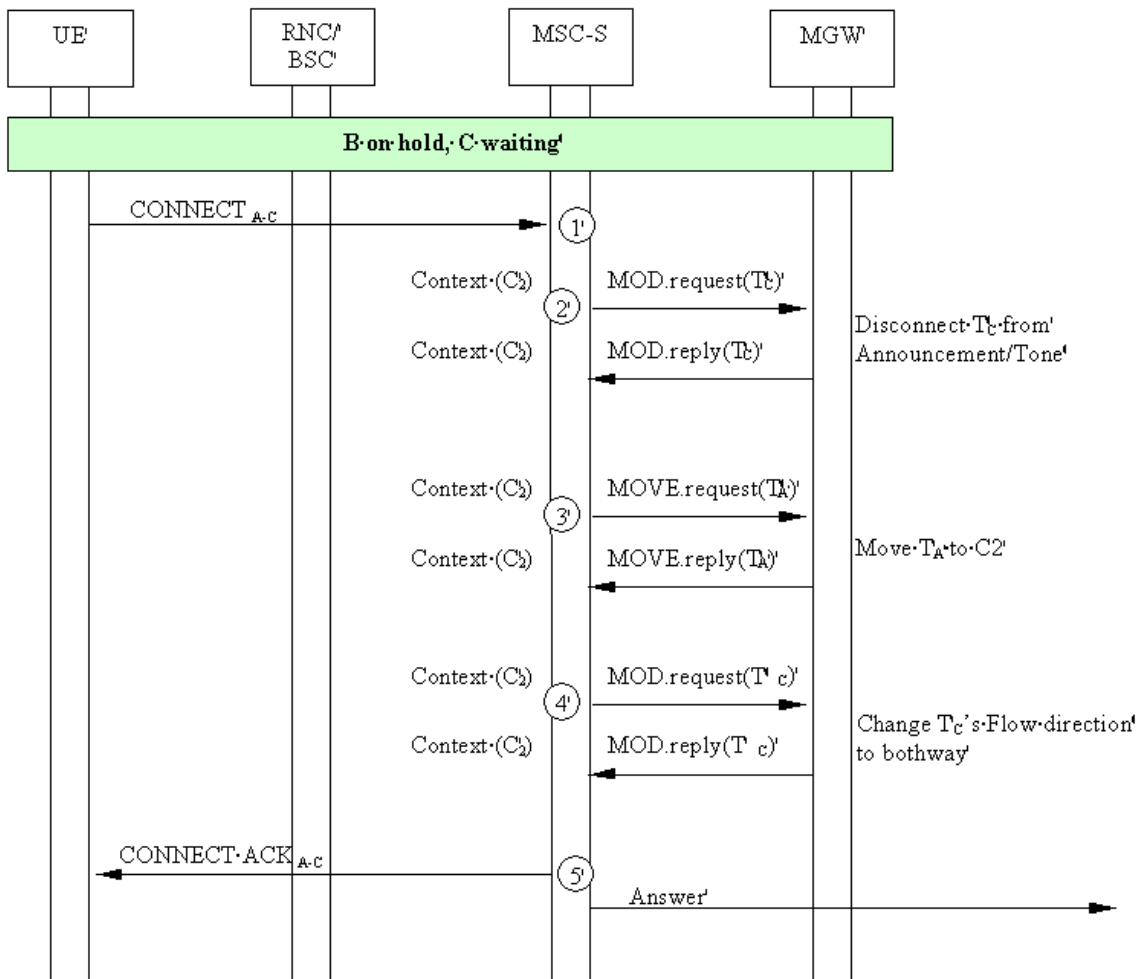 UE
RNC/
BSC
MSC-S
MGW
B·on·hold,·C·waiting
CONNECT A-C
1
Context·(C2)
MOD.request(TC)
2
Disconnect·TC·from
Announcement/Tone
Context·(C2)
MOD.reply(TC)
Context·(C2)
MOVE.request(TA)
3
Move·TA·to·C2
Context·(C2)
MOVE.reply(TA)
Context·(C2)
MOD.request(T C)
4
Change TC's·Flow·direction
to bothway
Context·(C2)
MOD.reply(T C)
CONNECT·ACK A-C
5
Answer